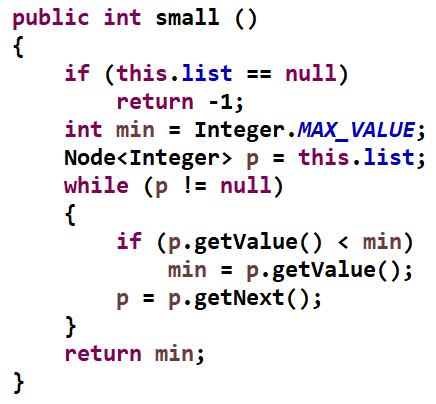 public int small ()
{
    if (this.list == null)
        return -1;
    int min = Integer.MAX_VALUE;
    Node<Integer> p = this.list;
    while (p != null)
    {
        if (p.getValue() < min)
            min = p.getValue();
        p = p.getNext();
    }
    return min;
}